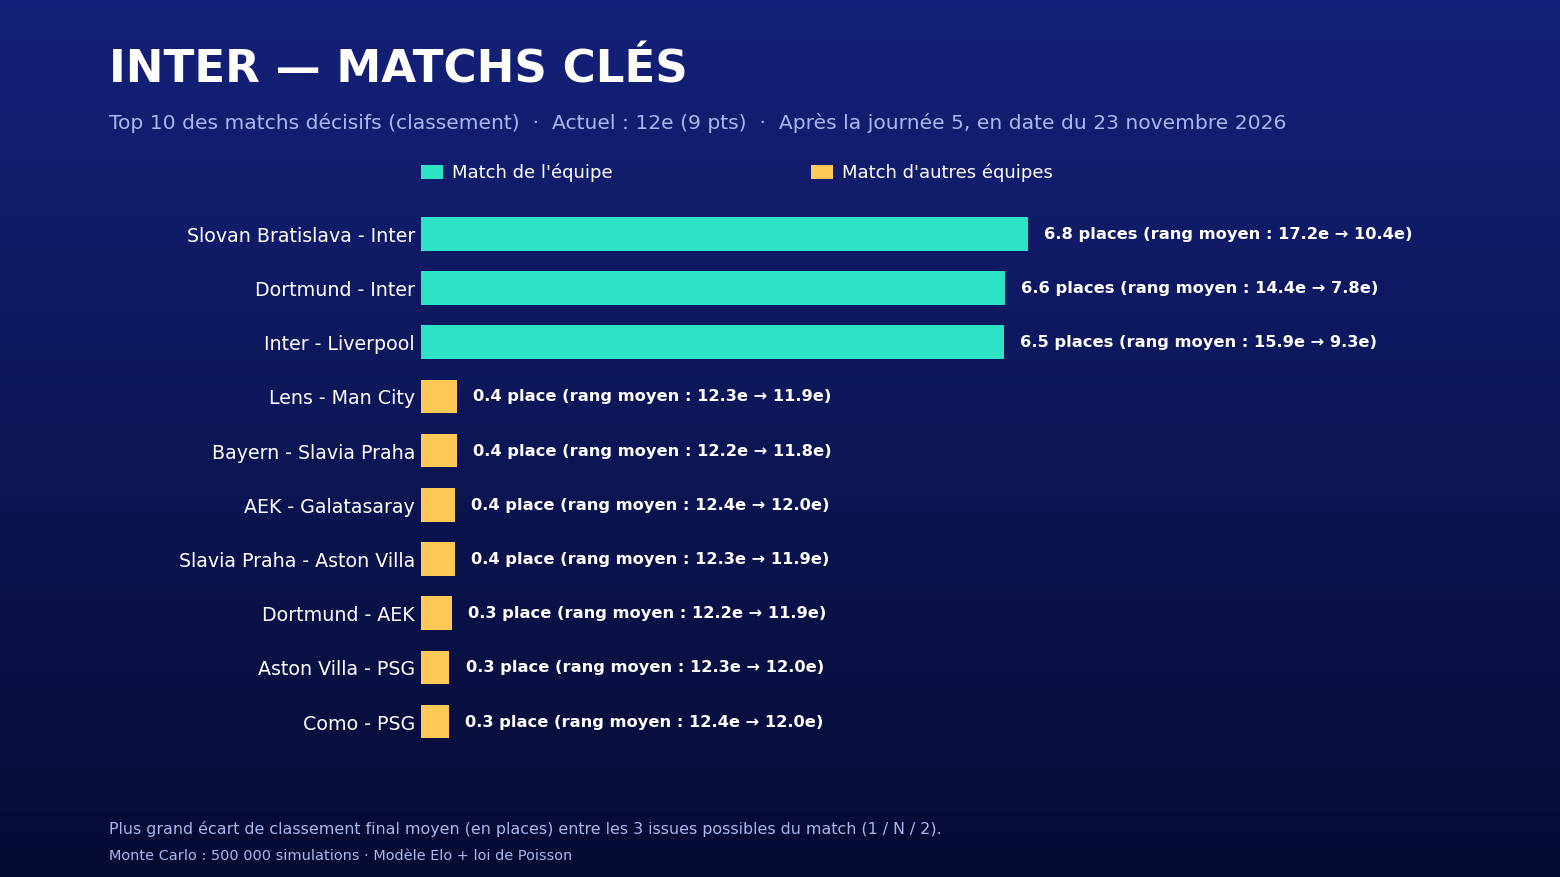 INTER — MATCHS CLÉS
Top 10 des matchs décisifs (classement)  ·  Actuel : 12e (9 pts)  ·  Après la journée 5, en date du 23 novembre 2026
Match de l'équipe
Match d'autres équipes
Slovan Bratislava - Inter 6.8 places (rang moyen : 17.2e → 10.4e)
Dortmund - Inter 6.6 places (rang moyen : 14.4e → 7.8e)
Inter - Liverpool 6.5 places (rang moyen : 15.9e → 9.3e)
Lens - Man City 0.4 place (rang moyen : 12.3e → 11.9e)
Bayern - Slavia Praha 0.4 place (rang moyen : 12.2e → 11.8e)
AEK - Galatasaray 0.4 place (rang moyen : 12.4e → 12.0e)
Slavia Praha - Aston Villa 0.4 place (rang moyen : 12.3e → 11.9e)
Dortmund - AEK 0.3 place (rang moyen : 12.2e → 11.9e)
Aston Villa - PSG 0.3 place (rang moyen : 12.3e → 12.0e)
Como - PSG 0.3 place (rang moyen : 12.4e → 12.0e)
Plus grand écart de classement final moyen (en places) entre les 3 issues possibles du match (1 / N / 2).
Monte Carlo : 500 000 simulations · Modèle Elo + loi de Poisson